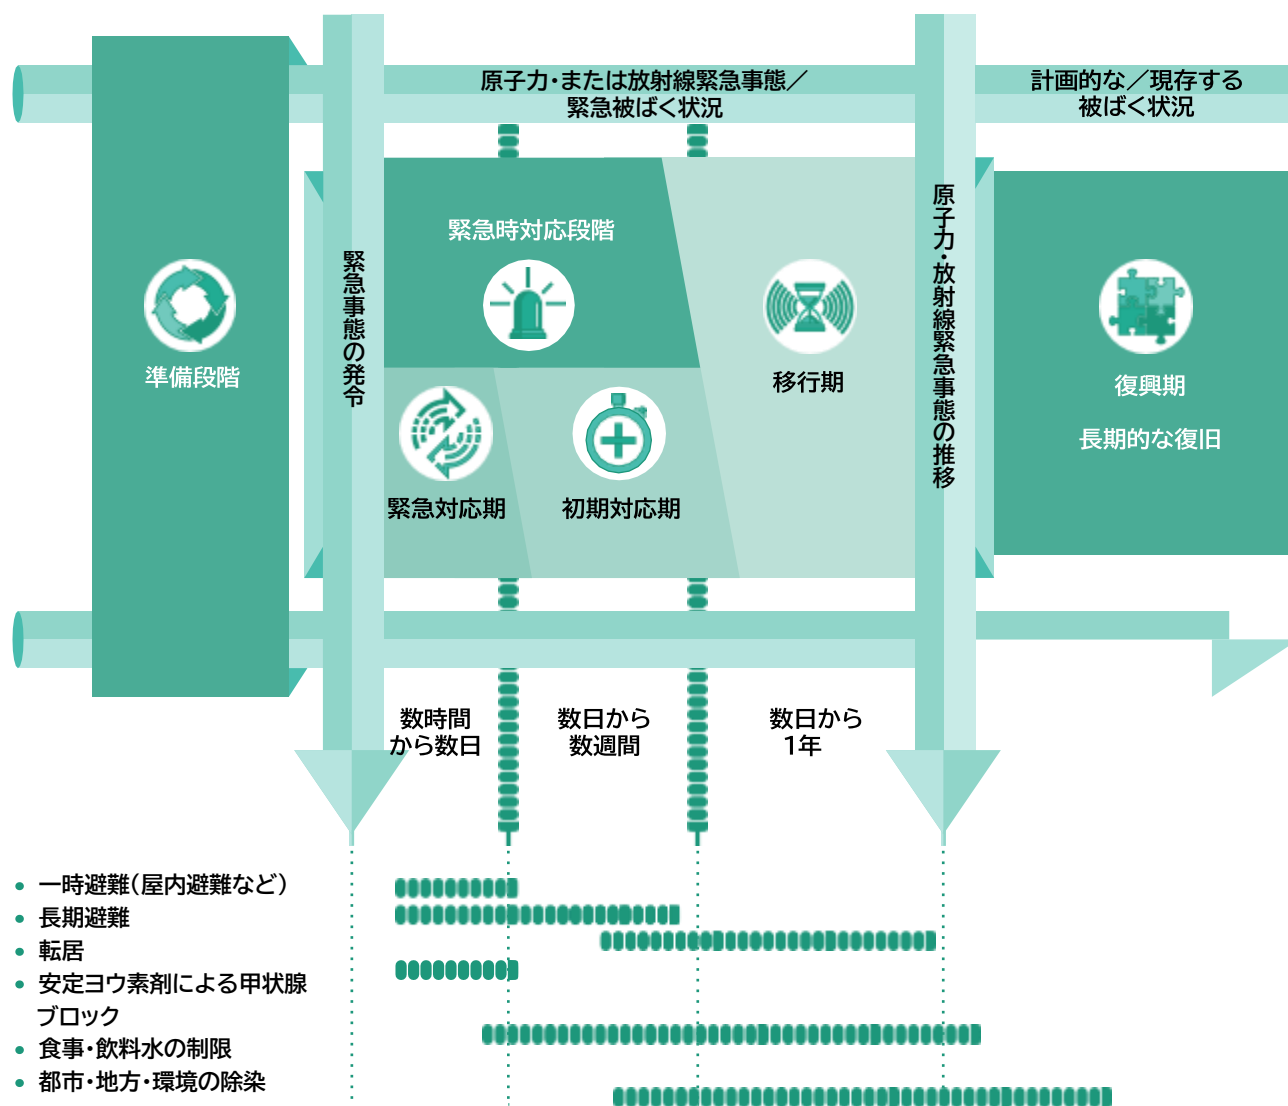 原子力・または放射線緊急事態／
緊急被ばく状況
計画的な／現存する
被ばく状況
準備段階
緊急事態の発令
緊急時対応段階
緊急対応期
初期対応期
移行期
原子力・放射線緊急事態の推移
復興期
長期的な復旧
数時間
から数日
数日から
数週間
数日から
1年
• 一時避難（屋内避難など）
• 長期避難
• 転居
• 安定ヨウ素剤による甲状腺
ブロック
• 食事・飲料水の制限
• 都市・地方・環境の除染